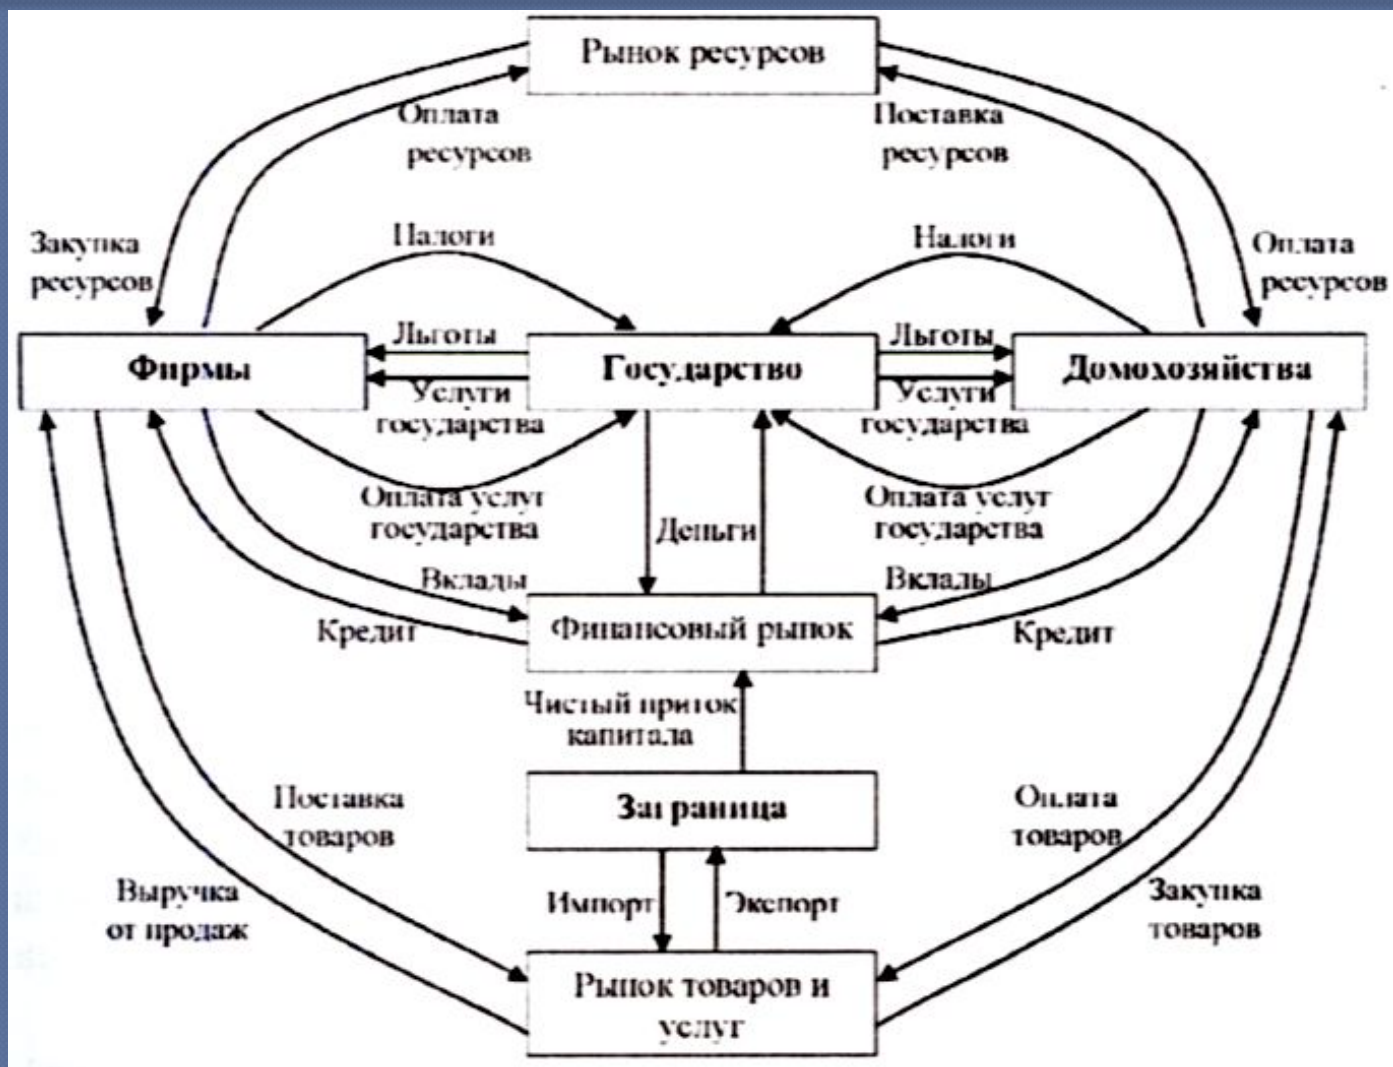 Рынок ресурсов
Оплата
ресурсов
Поставка
ресурсов
Закупка
ресурсов
Налоги
Налоги
Оплата
ресурсов
Фирмы
Льготы
Государство
Льготы
Домохозяйства
Услуги
государства
Услуги
государства
Оплата услуг
государства
Деньги
Оплата услуг
государства
Вклады
Финансовый рынок
Вклады
Кредит
Кредит
Чистый приток
капитала
Поставка
товаров
Заграница
Оплата
товаров
Выручка
от продаж
Импорт
Экспорт
Закупка
товаров
Рынок товаров и
услуг